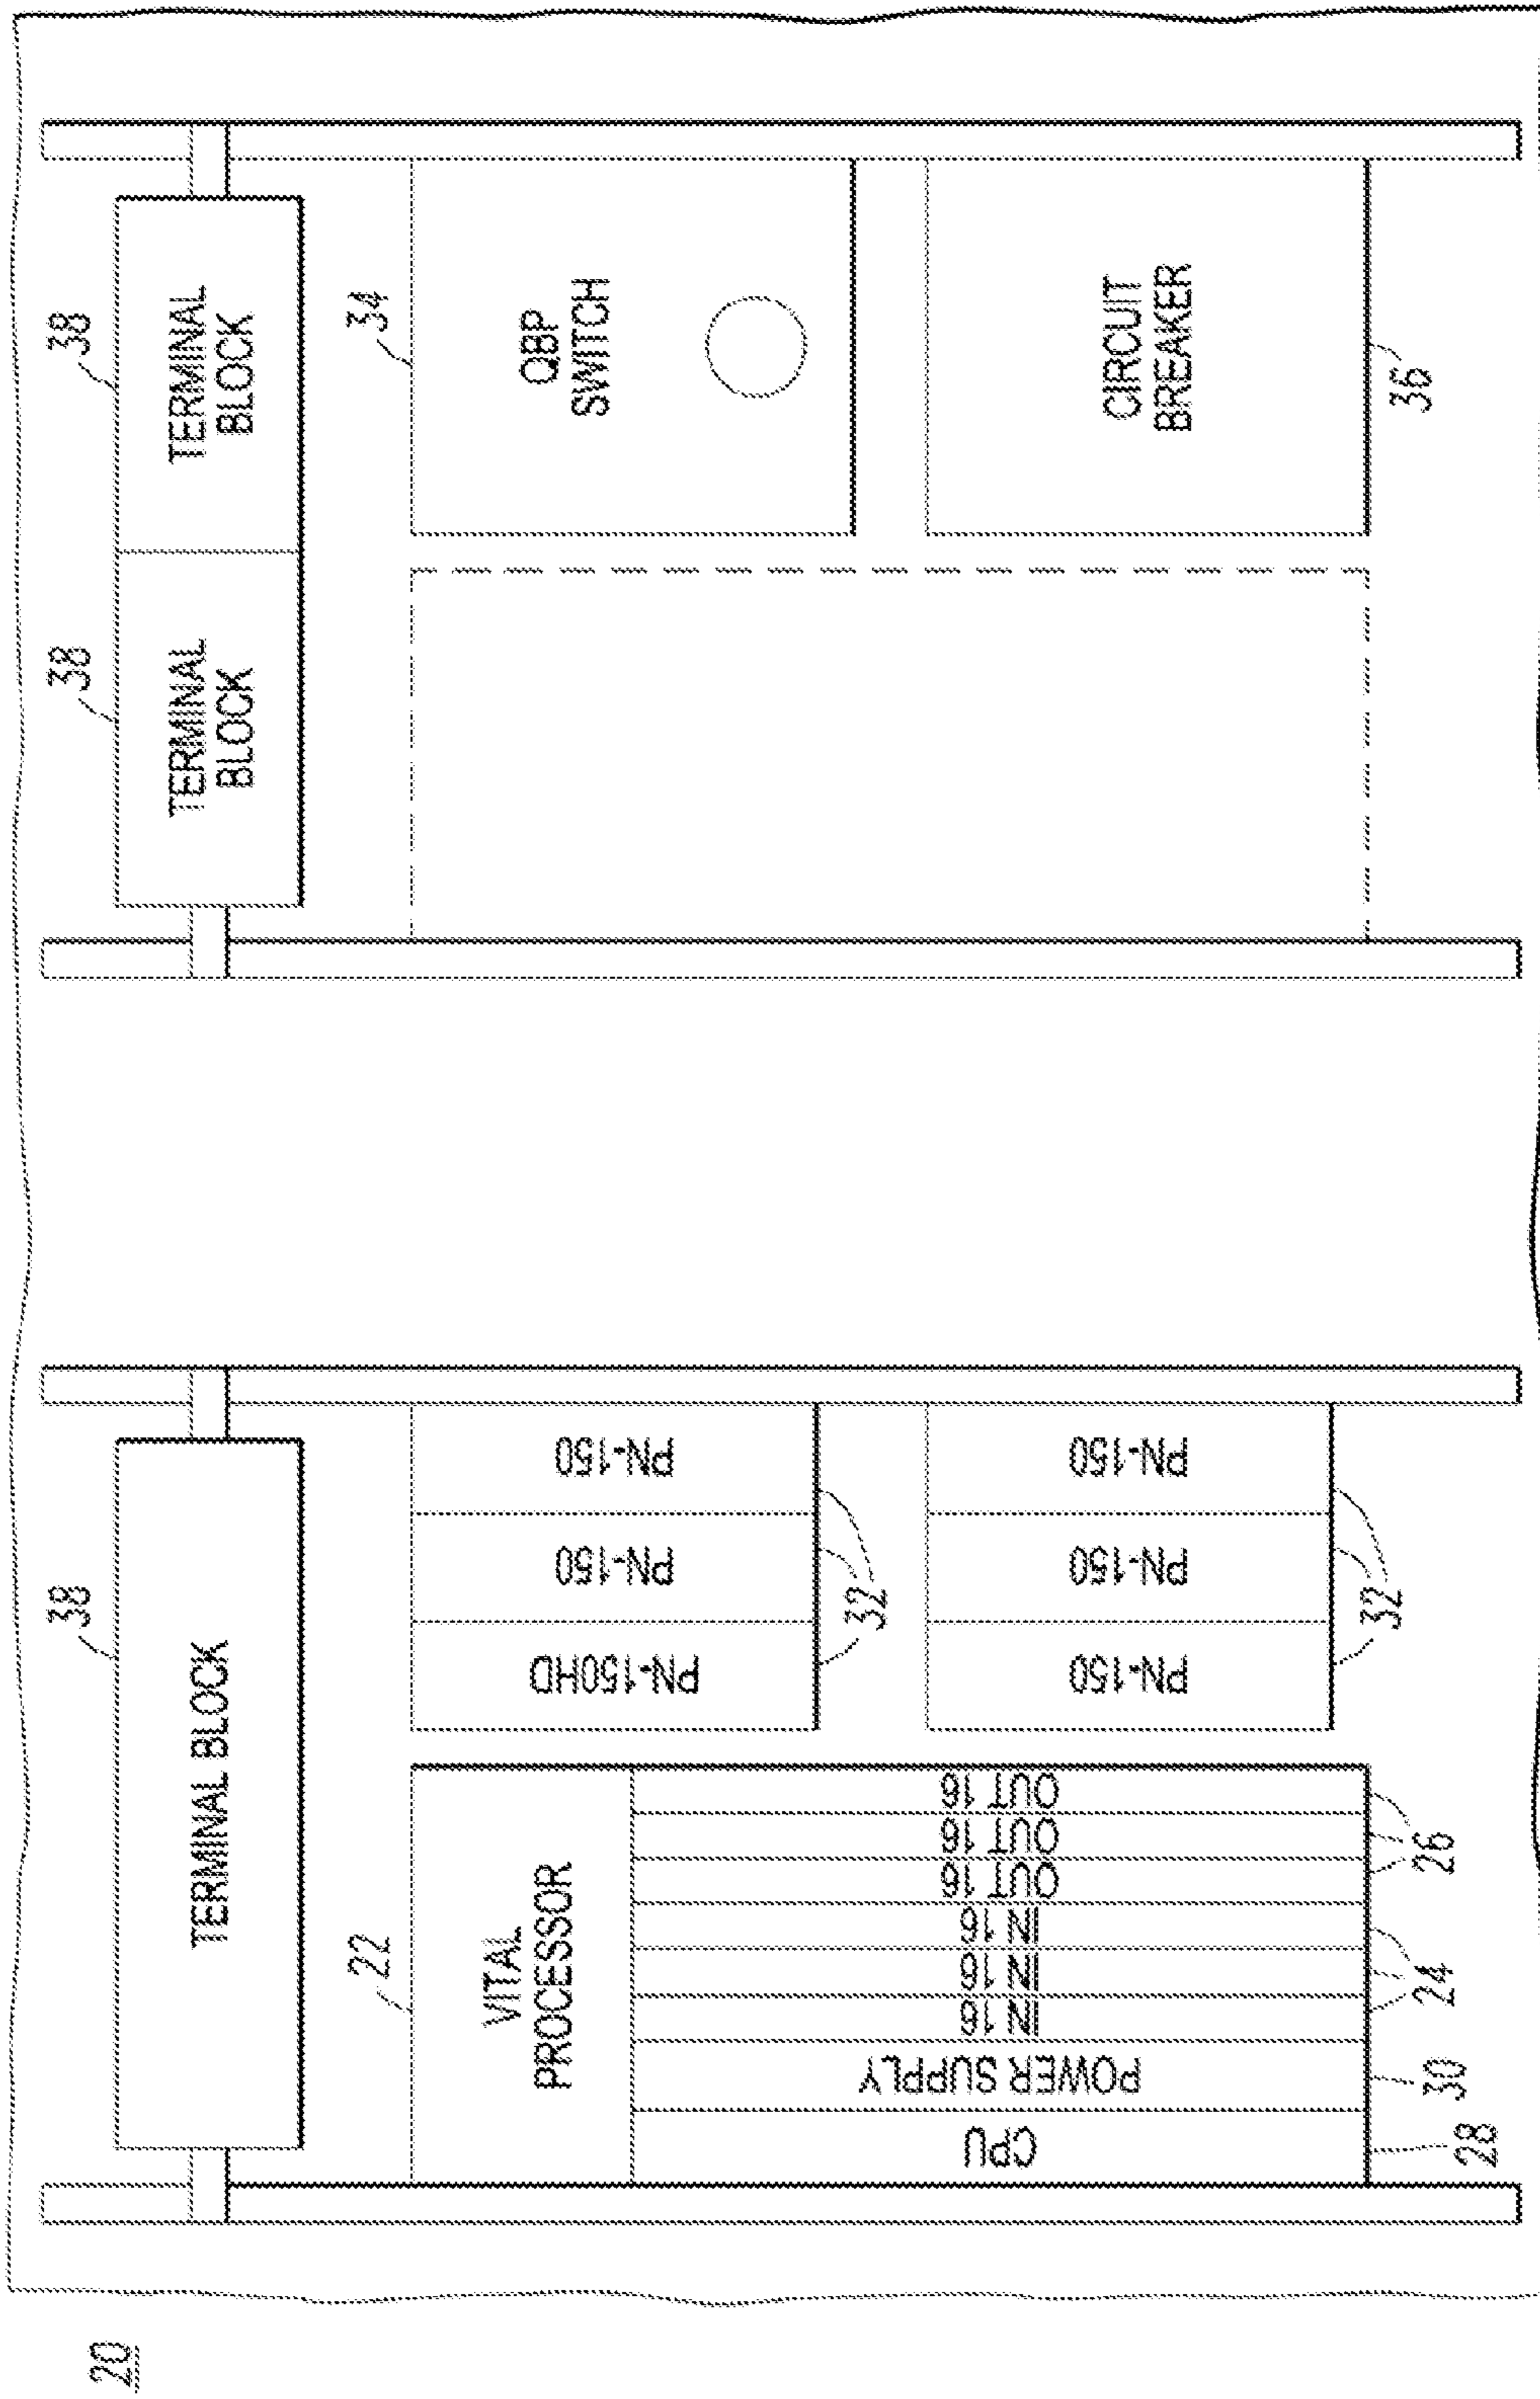 20
38
TERMINAL BLOCK
22
VITAL
PROCESSOR
CPU
POWER SUPPLY
IN 16
IN 16
IN 16
OUT 16
OUT 16
OUT 16
28
30
24
26
PN-150HD
PN-150
PN-150
32
PN-150
PN-150
PN-150
32
38
38
TERMINAL
BLOCK
TERMINAL
BLOCK
34
QBP
SWITCH
CIRCUIT
BREAKER
36